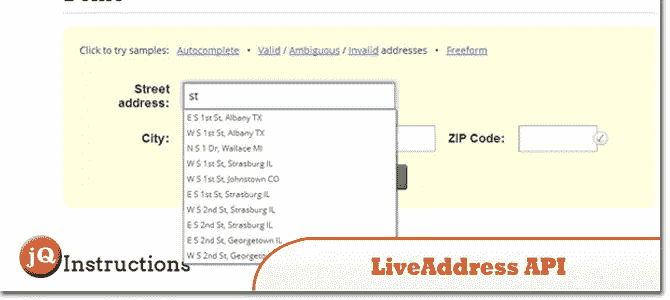 Click to try samples: Autocomplete • Valid / Ambiguous / Invalid addresses • Freeform
Street address:
st
E S 1st St, Albany TX
W S 1st St, Albany TX
N S 1 Dr, Wallace MI
W S 1st St, Strasburg IL
W S 1st St, Johnstown CO
E S 1st St, Strasburg IL
W S 2nd St, Strasburg IL
E S 2nd St, Strasburg IL
E S 2nd St, Georgetown IL
W S 2nd St,
City:
ZIP Code:
jQ
Instructions
LiveAddress API